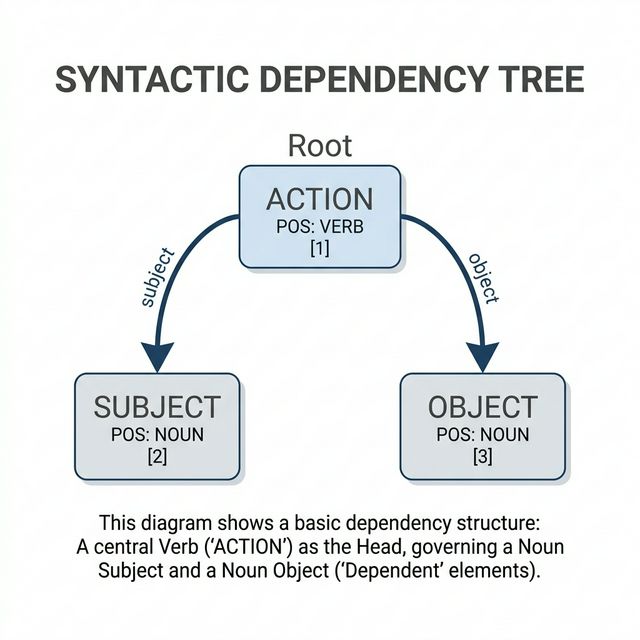 SYNTACTIC DEPENDENCY TREE
Root
ACTION
POS: VERB
[1]
subject
object
SUBJECT
POS: NOUN
[2]
OBJECT
POS: NOUN
[3]
This diagram shows a basic dependency structure:
A central Verb (‘ACTION’) as the Head, governing a Noun
Subject and a Noun Object (‘Dependent’ elements).